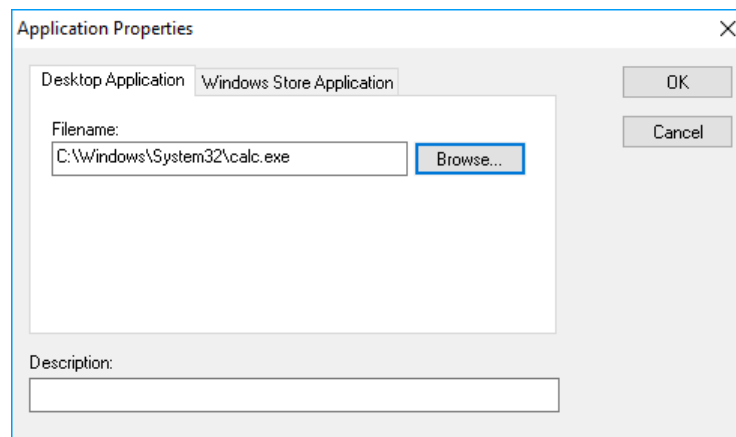 Application Properties
Desktop Application Windows Store Application
OK
Filename:
Cancel
C:\Windows\System32\calc.exe Browse...
Description: